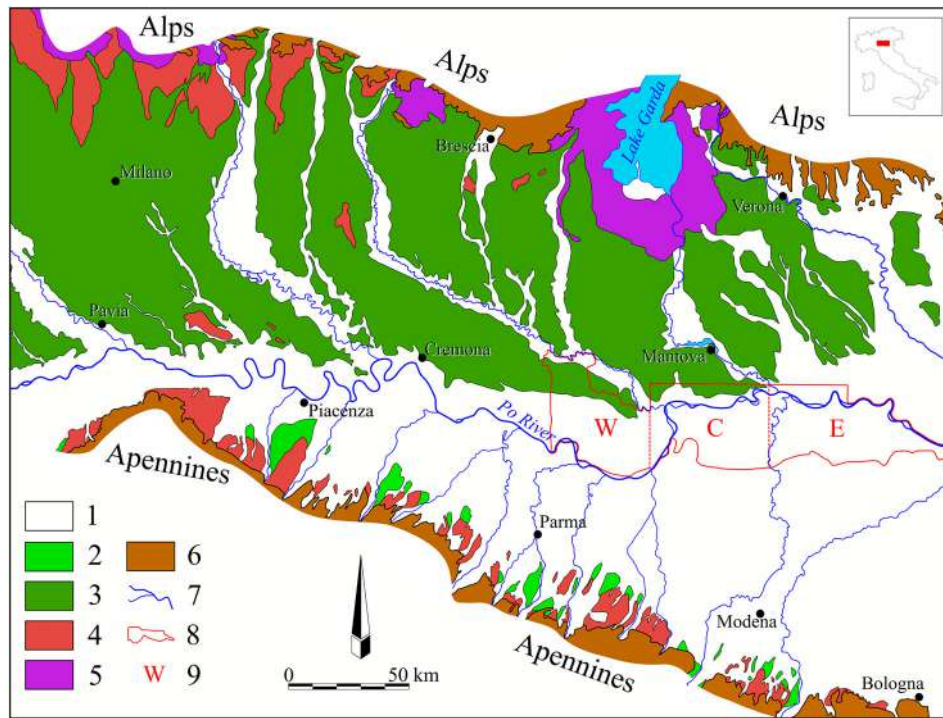 Alps
Alps
Alps
Lake Garda
Brescia
Milano
Verona
Pavia
Cremona
Mantova
Piacenza
Po River
W
C
E
Apennines
Parma
Modena
Apennines
Bologna
1
2
6
3
7
4
8
5
W
9
0
50 km